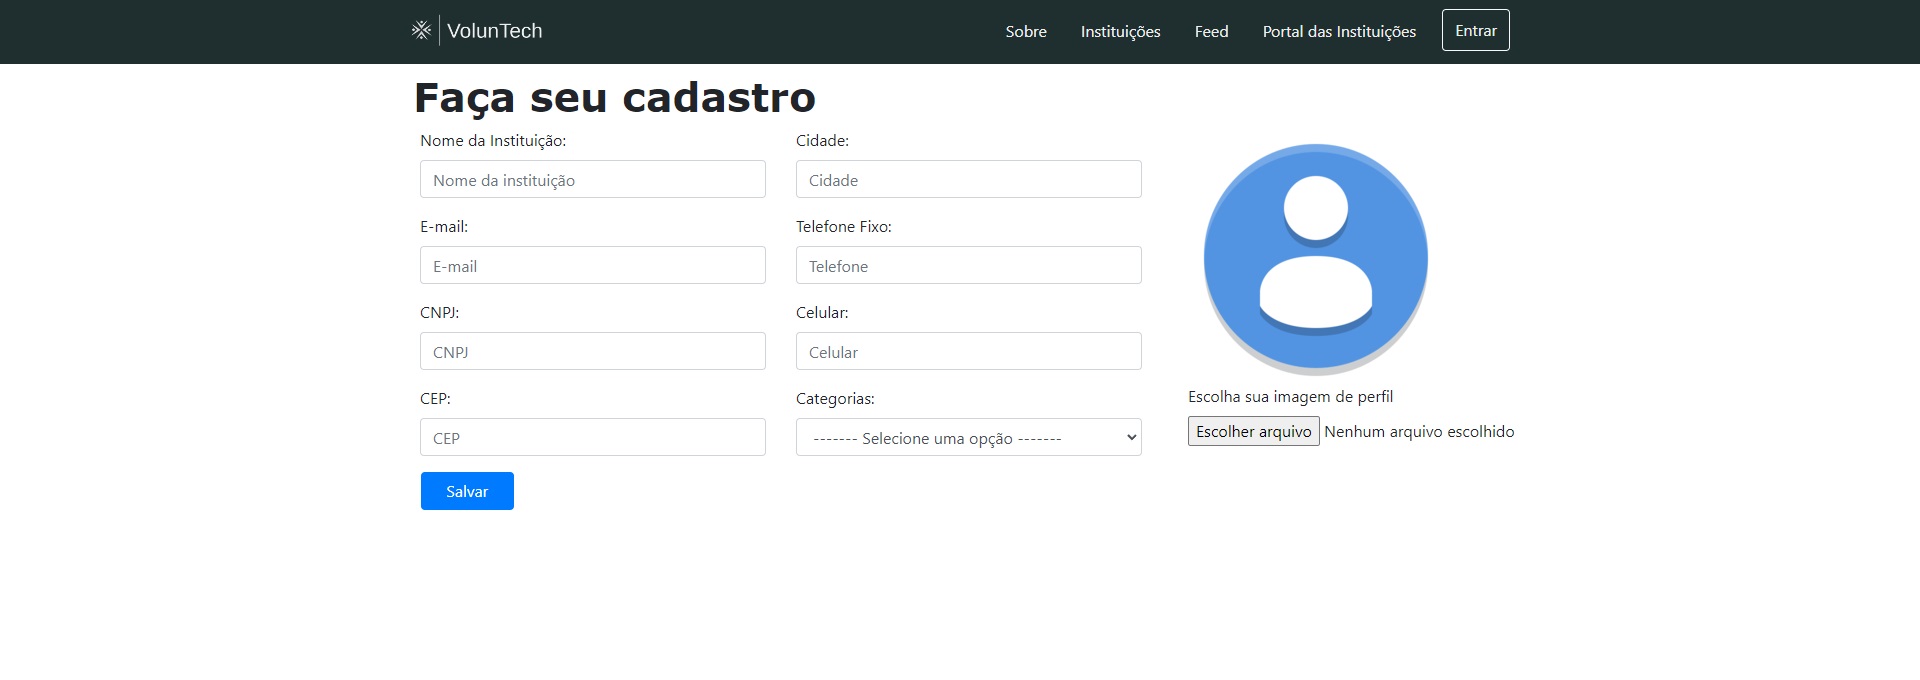 VolunTech
Sobre Instituições Feed Portal das Instituições Entrar
Faça seu cadastro
Nome da Instituição:
Nome da instituição
E-mail:
E-mail
CNPJ:
CNPJ
CEP:
CEP
Salvar
Cidade:
Cidade
Telefone Fixo:
Telefone
Celular:
Celular
Categorias:
------- Selecione uma opção -------
Escolha sua imagem de perfil
Escolher arquivo Nenhum arquivo escolhido